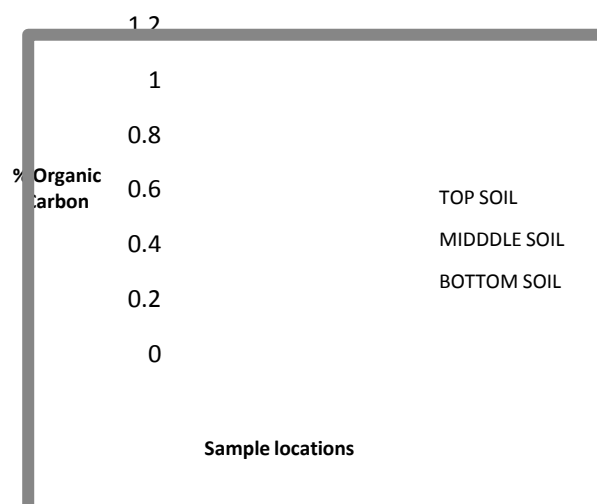 1.2
1
0.8
% Organic
Carbon
0.6
0.4
0.2
0
TOP SOIL
MIDDDLE SOIL
BOTTOM SOIL
Sample locations